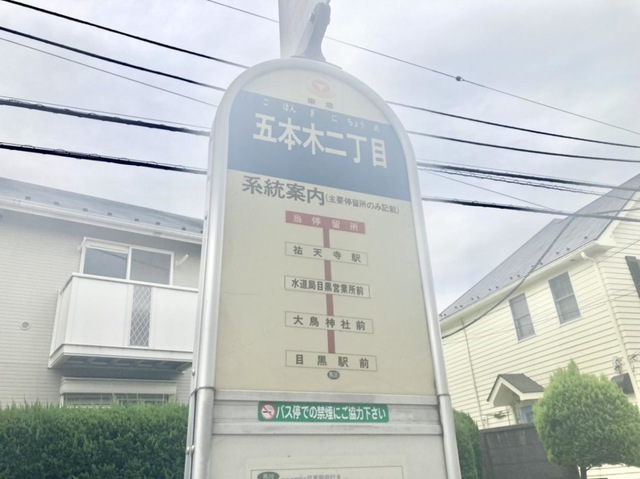 東急
ごほんぎにちょうめ
五本木二丁目
系統案内(主要停留所のみ記載)
当停留所
祐天寺駅
水道局目黒営業所前
大鳥神社前
目黒駅前
バス停での禁煙にご協力下さい